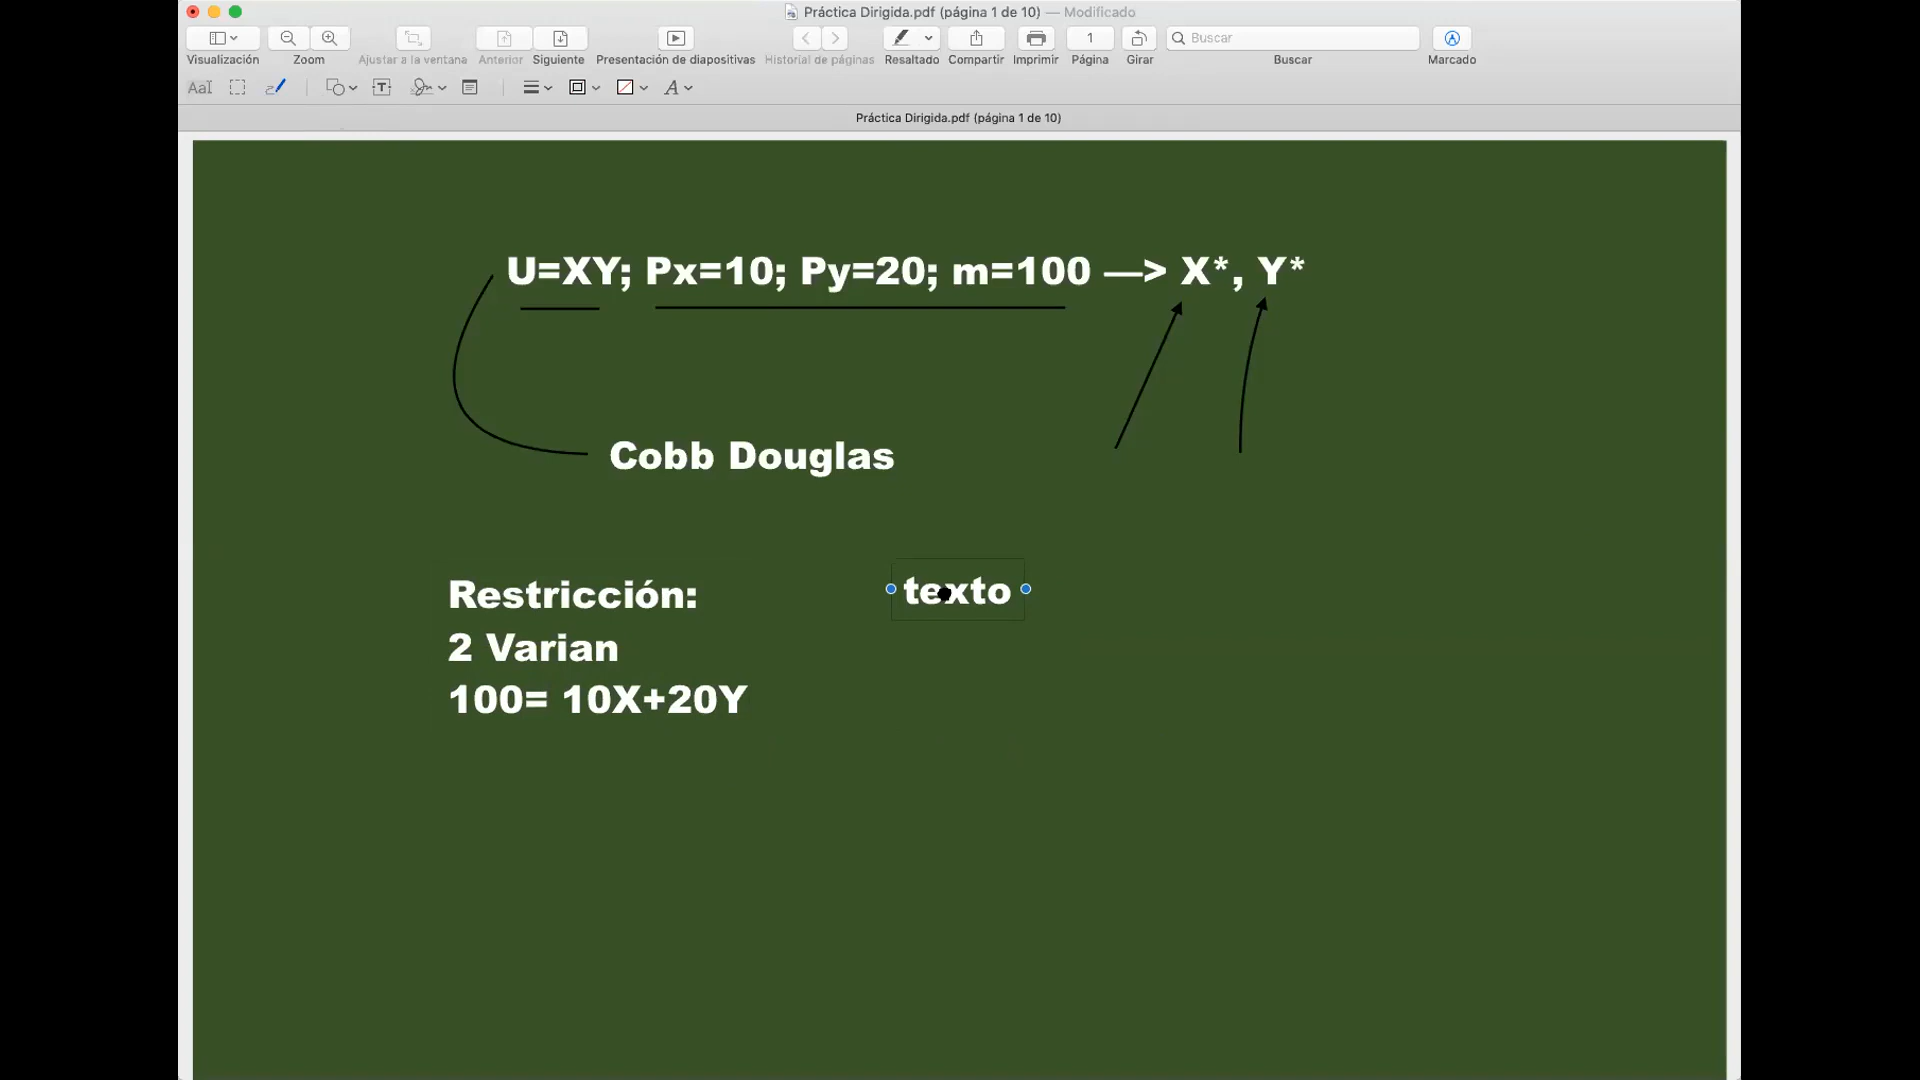 Práctica Dirigida.pdf (página 1 de 10) — Modificado
1
Buscar
Visualización
Zoom
Ajustar a la ventana
Anterior
Siguiente
Presentación de diapositivas
Historial de páginas
Resaltado
Compartir
Imprimir
Página
Girar
Buscar
Marcado
AaI
T
A
Práctica Dirigida.pdf (página 1 de 10)
U=XY; Px=10; Py=20; m=100 —> X*, Y*
Cobb Douglas
Restricción:
2 Varian
100= 10X+20Y
texto